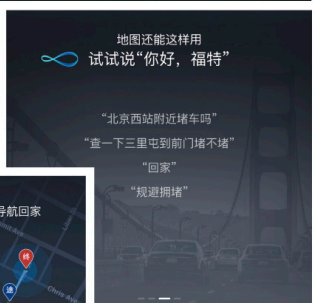 地图还能这样用
试试说“你好，福特”
“北京西站附近堵车吗”
“查一下三里屯到前门堵不堵”
“回家”
“规避拥堵”
导航回家
终
途